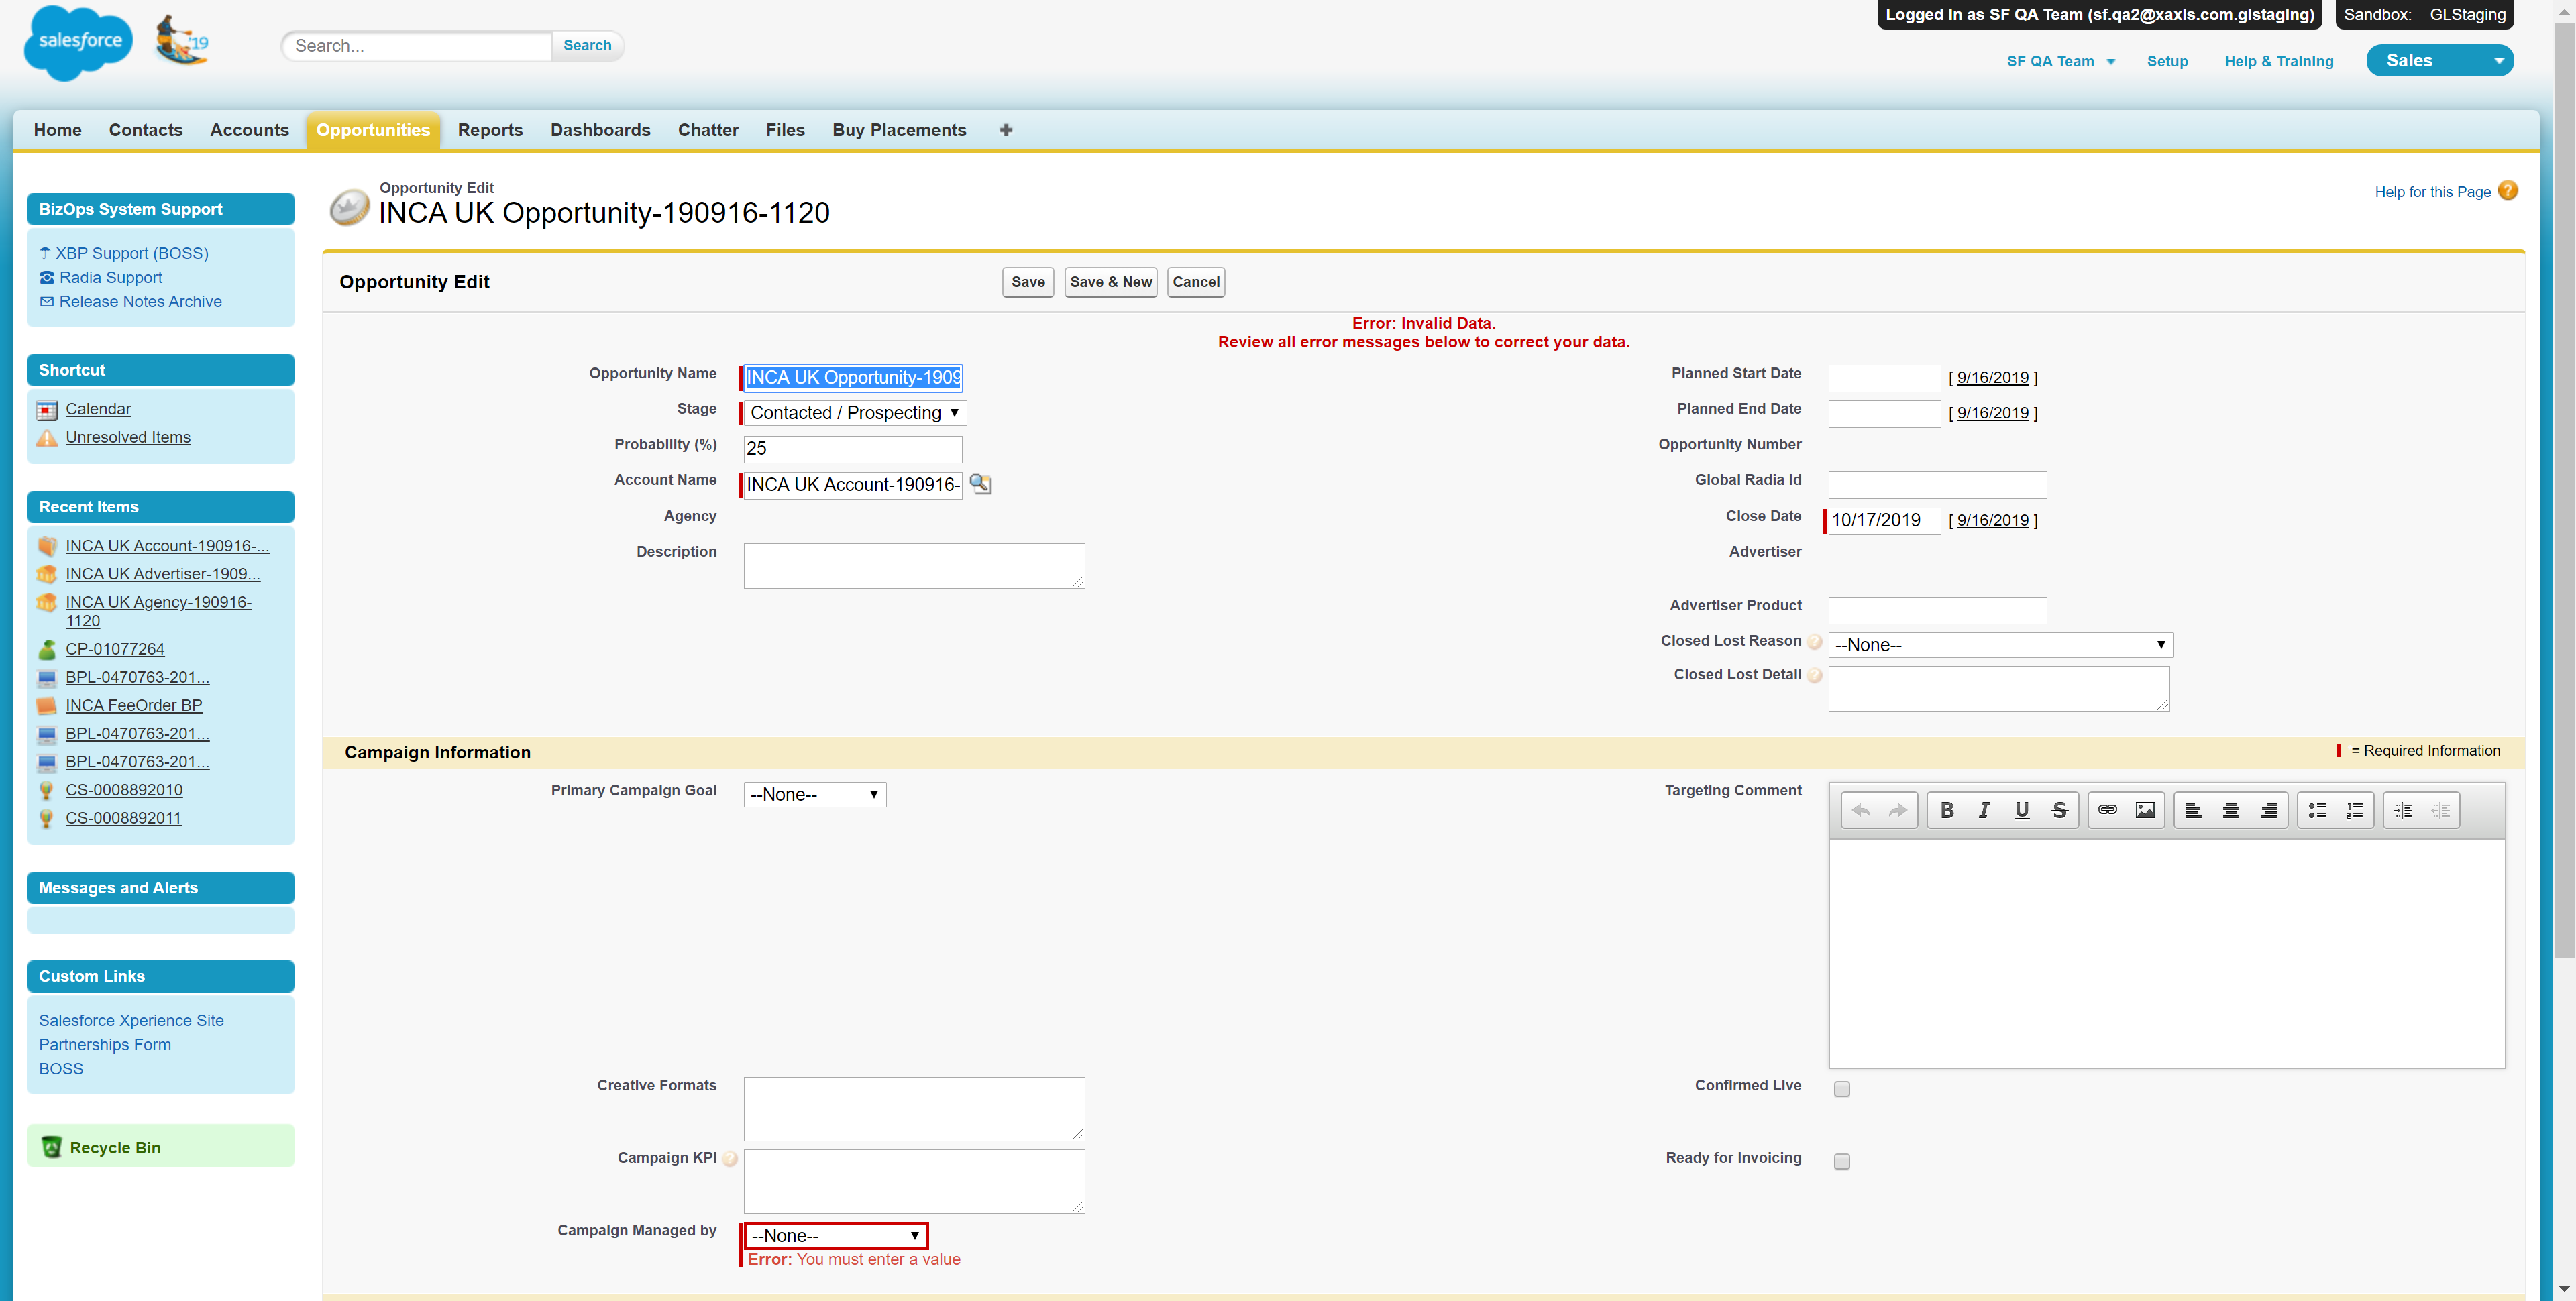 salesforce
'19
Search...
Search
Logged in as SF QA Team (sf.qa2@xaxis.com.glstaging)
Sandbox: GLStaging
SF QA Team
Setup
Help & Training
Sales
Home
Contacts
Accounts
Opportunities
Reports
Dashboards
Chatter
Files
Buy Placements
BizOps System Support
XBP Support (BOSS)
Radia Support
Release Notes Archive
Shortcut
Calendar
Unresolved Items
Recent Items
INCA UK Account-190916-...
INCA UK Advertiser-1909...
INCA UK Agency-190916-
1120
CP-01077264
BPL-0470763-201...
INCA FeeOrder BP
BPL-0470763-201...
BPL-0470763-201...
CS-0008892010
CS-0008892011
Messages and Alerts
Custom Links
Salesforce Xperience Site
Partnerships Form
BOSS
Recycle Bin
Opportunity Edit
INCA UK Opportunity-190916-1120
Help for this Page
Opportunity Edit
Save
Save & New
Cancel
Error: Invalid Data.
Review all error messages below to correct your data.
Opportunity Name INCA UK Opportunity-1909
Stage Contacted / Prospecting
Probability (%) 25
Account Name INCA UK Account-190916-
Agency
Description
Planned Start Date [ 9/16/2019 ]
Planned End Date [ 9/16/2019 ]
Opportunity Number
Global Radia Id
Close Date 10/17/2019 [ 9/16/2019 ]
Advertiser
Advertiser Product
Closed Lost Reason --None--
Closed Lost Detail
Campaign Information
= Required Information
Primary Campaign Goal --None--
Targeting Comment
B I U S
Creative Formats
Confirmed Live
Campaign KPI
Ready for Invoicing
Campaign Managed by --None--
Error: You must enter a value